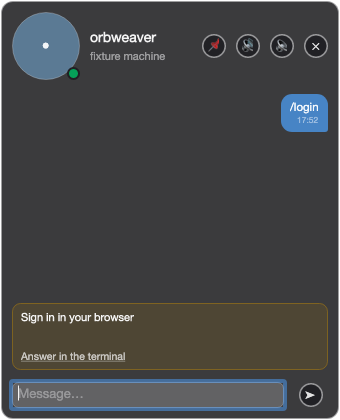 orbweaver
fixture machine
/login
17:52
Sign in in your browser
Answer in the terminal
Message…